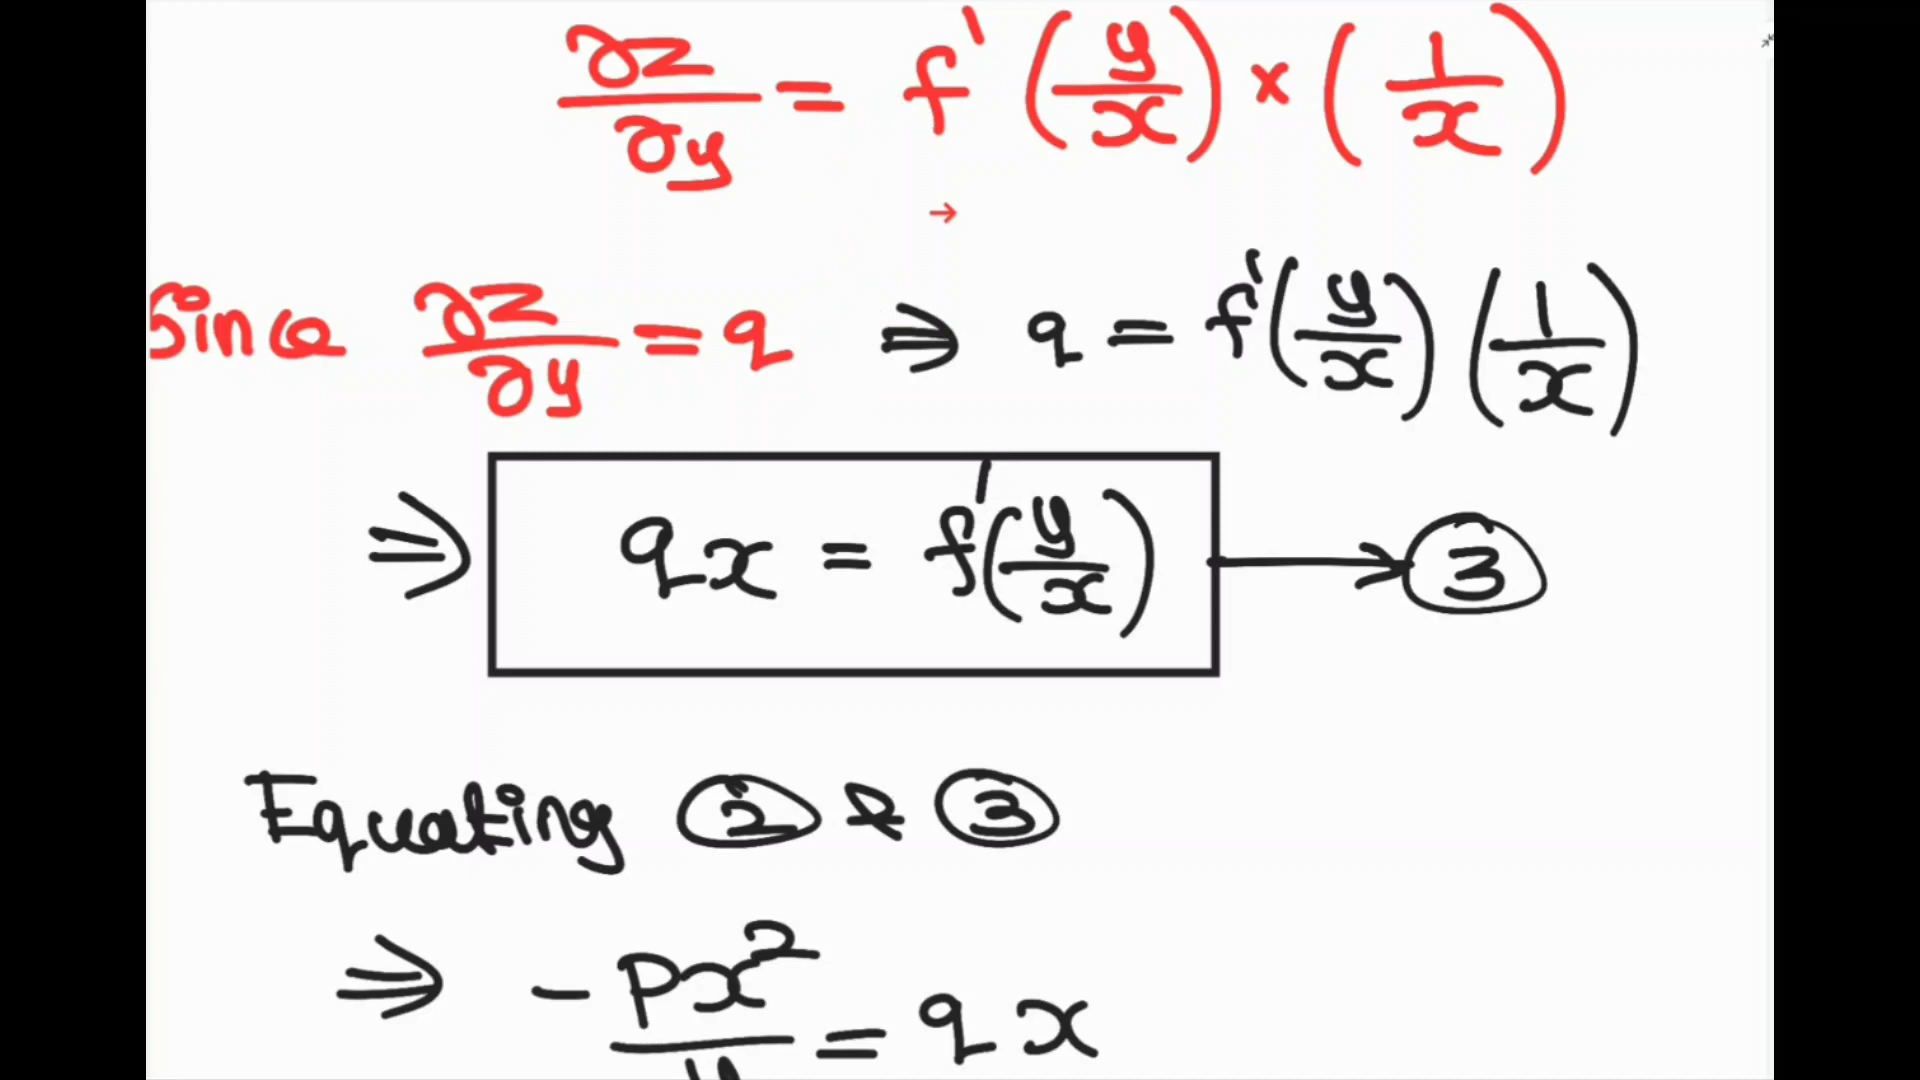 ∂z/∂y = f'(y/x) × (1/x)
→
Since ∂z/∂y = q ⇒ q = f'(y/x) (1/x)
⇒ qx = f'(y/x) → 3
Equating 2 & 3
⇒ -px²/y = qx